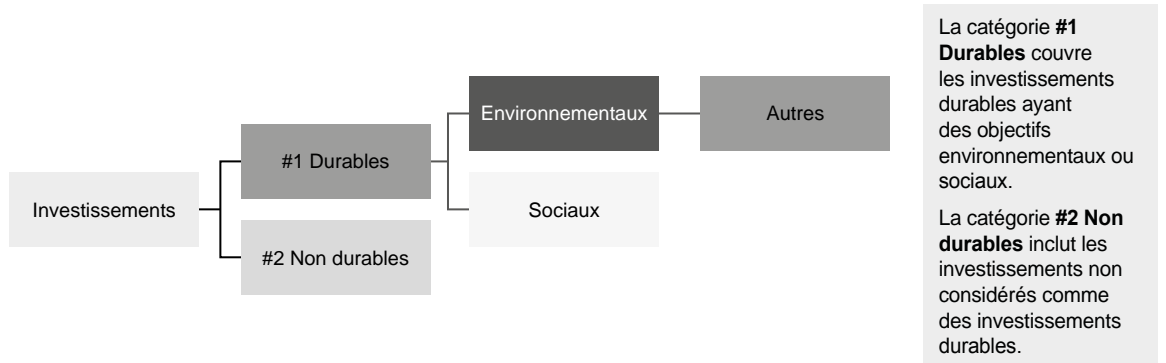 Investissements
#1 Durables
#2 Non durables
Environnementaux
Sociaux
Autres
La catégorie #1
Durables couvre
les investissements
durables ayant
des objectifs
environnementaux ou
sociaux.
La catégorie #2 Non
durables inclut les
investissements non
considérés comme
des investissements
durables.